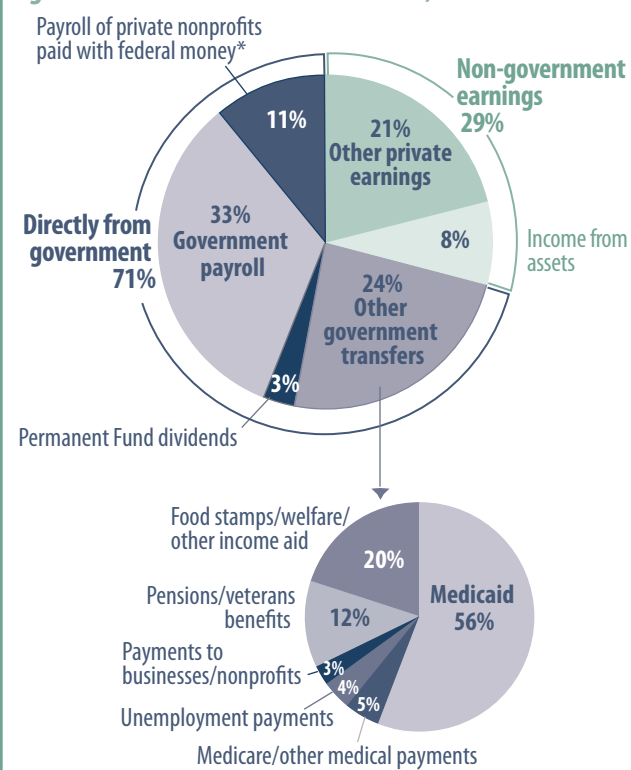 Payroll of private nonprofits
paid with federal money*
Non-government
earnings
29%
11%
21%
Other private
earnings
33%
Government
payroll
Directly from
government
71%
8%
Income from
assets
24%
Other
government
transfers
3%
Permanent Fund dividends
Food stamps/welfare/
other income aid
20%
Medicaid
56%
Pensions/veterans
benefits
12%
Payments to
businesses/nonprofits
3%
4%
Unemployment payments
5%
Medicare/other medical payments